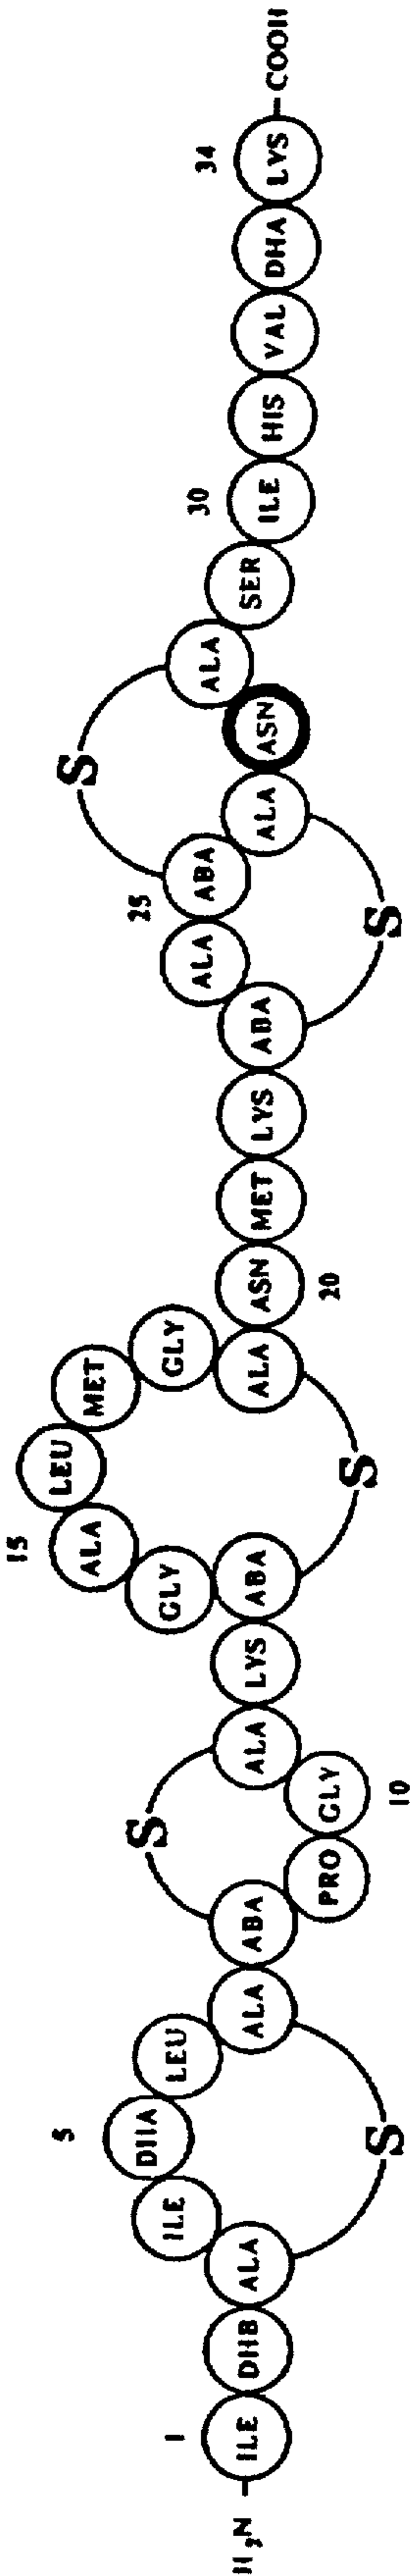 H₂N
1
ILE
DHB
ALA
ILE
5
DHA
LEU
ALA
S
ABA
PRO
GLY
10
ALA
S
LYS
ABA
GLY
15
ALA
LEU
MET
GLY
ALA
S
ASN
20
MET
LYS
ABA
ALA
25
ABA
ALA
S
ASN
ALA
S
SER
30
ILE
HIS
VAL
DHA
34
LYS
COOH